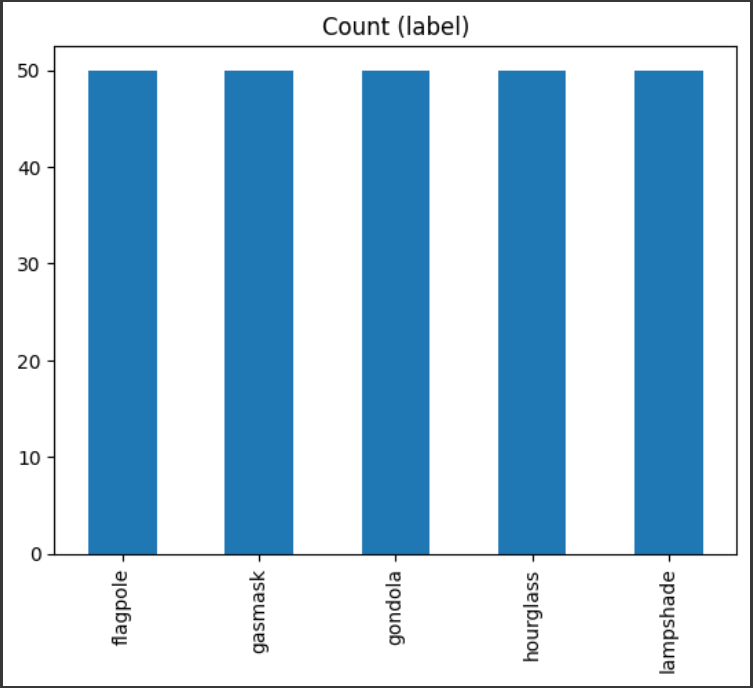 Count (label)
50
40
30
20
10
0
flagpole
gasmask
gondola
hourglass
lampshade